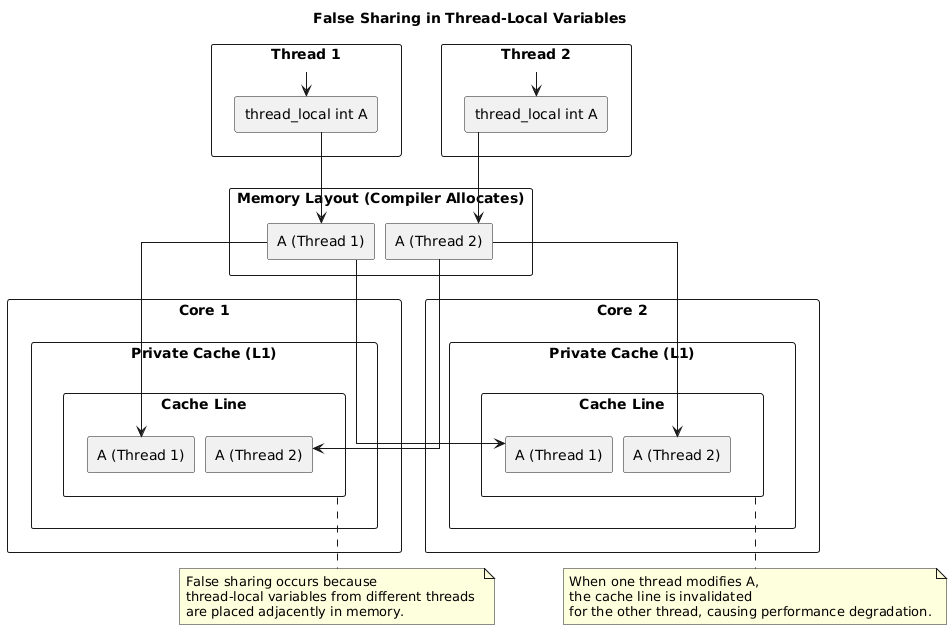 False Sharing in Thread-Local Variables
Thread 1
Thread 2
thread_local int A
thread_local int A
Memory Layout (Compiler Allocates)
A (Thread 1)
A (Thread 2)
Core 1
Core 2
Private Cache (L1)
Private Cache (L1)
Cache Line
Cache Line
A (Thread 1)
A (Thread 2)
A (Thread 1)
A (Thread 2)
False sharing occurs because
thread-local variables from different threads
are placed adjacently in memory.
When one thread modifies A,
the cache line is invalidated
for the other thread, causing performance degradation.